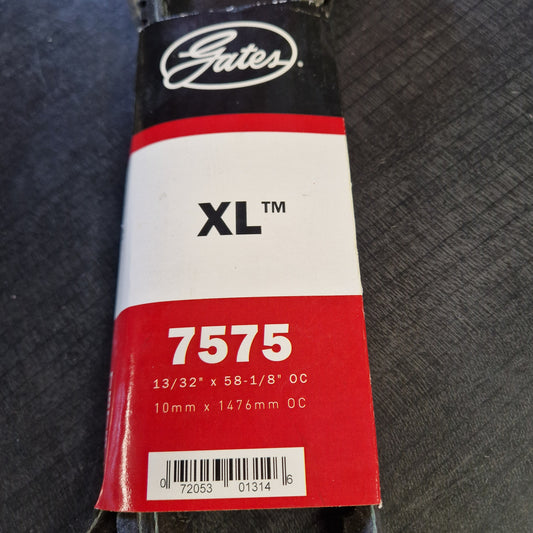 Gates®
XL™
7575
13/32" x 58-1/8" OC
10mm x 1476mm OC
0 72053 01314 6